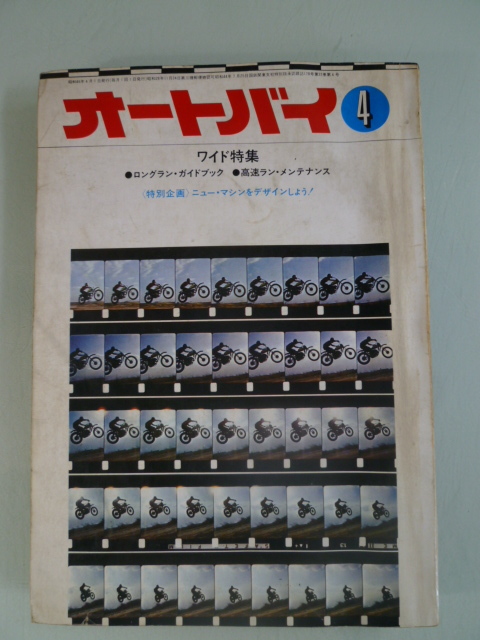 オートバイ 4
ワイド特集
●ロングラン・ガイドブック ●高速ラン・メンテナンス
〈特別企画〉ニュー・マシンをデザインしよう!